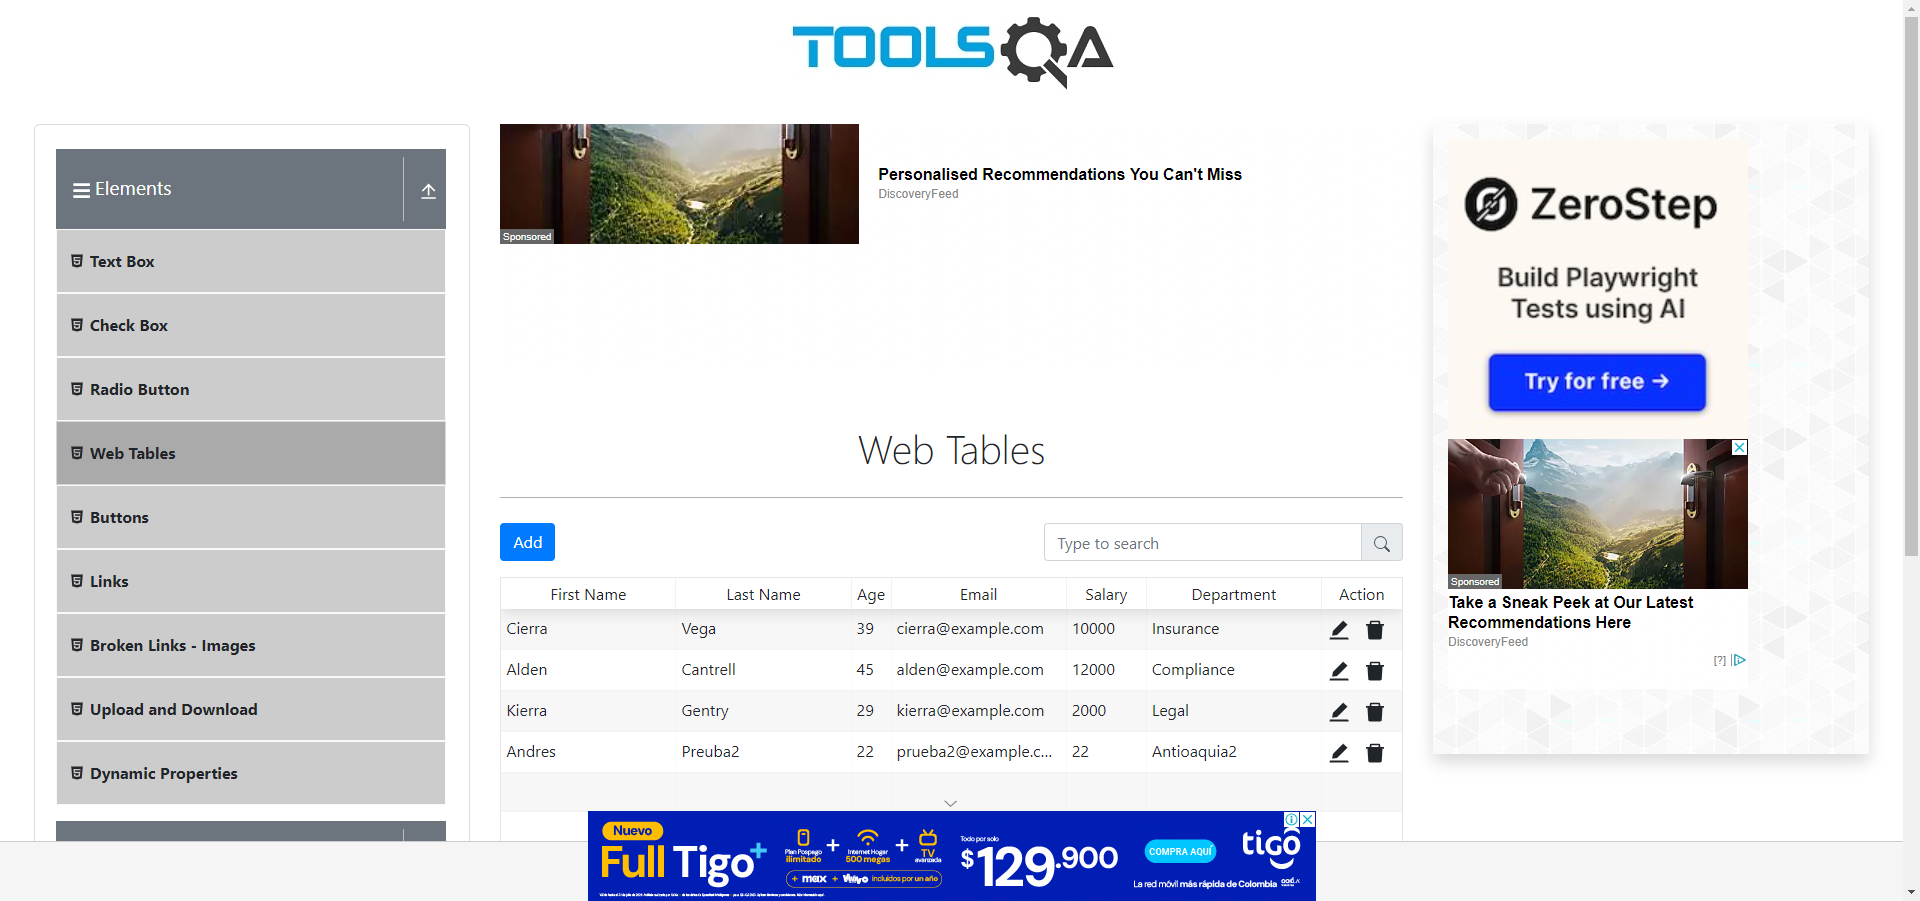 TOOLSQA
Elements
Text Box
Check Box
Radio Button
Web Tables
Buttons
Links
Broken Links - Images
Upload and Download
Dynamic Properties
Sponsored
Personalised Recommendations You Can't Miss
DiscoveryFeed
Web Tables
Add
Type to search
First Name Last Name Age Email Salary Department Action
Cierra Vega 39 cierra@example.com 10000 Insurance
Alden Cantrell 45 alden@example.com 12000 Compliance
Kierra Gentry 29 kierra@example.com 2000 Legal
Andres Preuba2 22 prueba2@example.c... 22 Antioaquia2
ZeroStep
Build Playwright
Tests using AI
Try for free →
Sponsored
Take a Sneak Peek at Our Latest
Recommendations Here
DiscoveryFeed
[?]
Nuevo
Full Tigo+
Plan Pospago
ilimitado
+
Internet Hogar
500 megas
+
TV
avanzada
+ max + Win+ incluidos por un año
Todo por solo
$129.900
COMPRA AQUÍ
tigo
La red móvil más rápida de Colombia